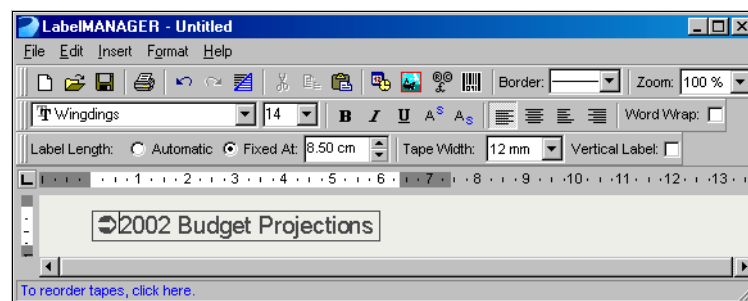 LabelMANAGER - Untitled
File Edit Insert Format Help
Border: Zoom: 100 %
Wingdings 14 B I U A S A S Word Wrap:
Label Length: Automatic Fixed At: 8.50 cm Tape Width: 12 mm Vertical Label:
1 2 3 4 5 6 7 8 9 10 11 12 13
➲2002 Budget Projections
To reorder tapes, click here.